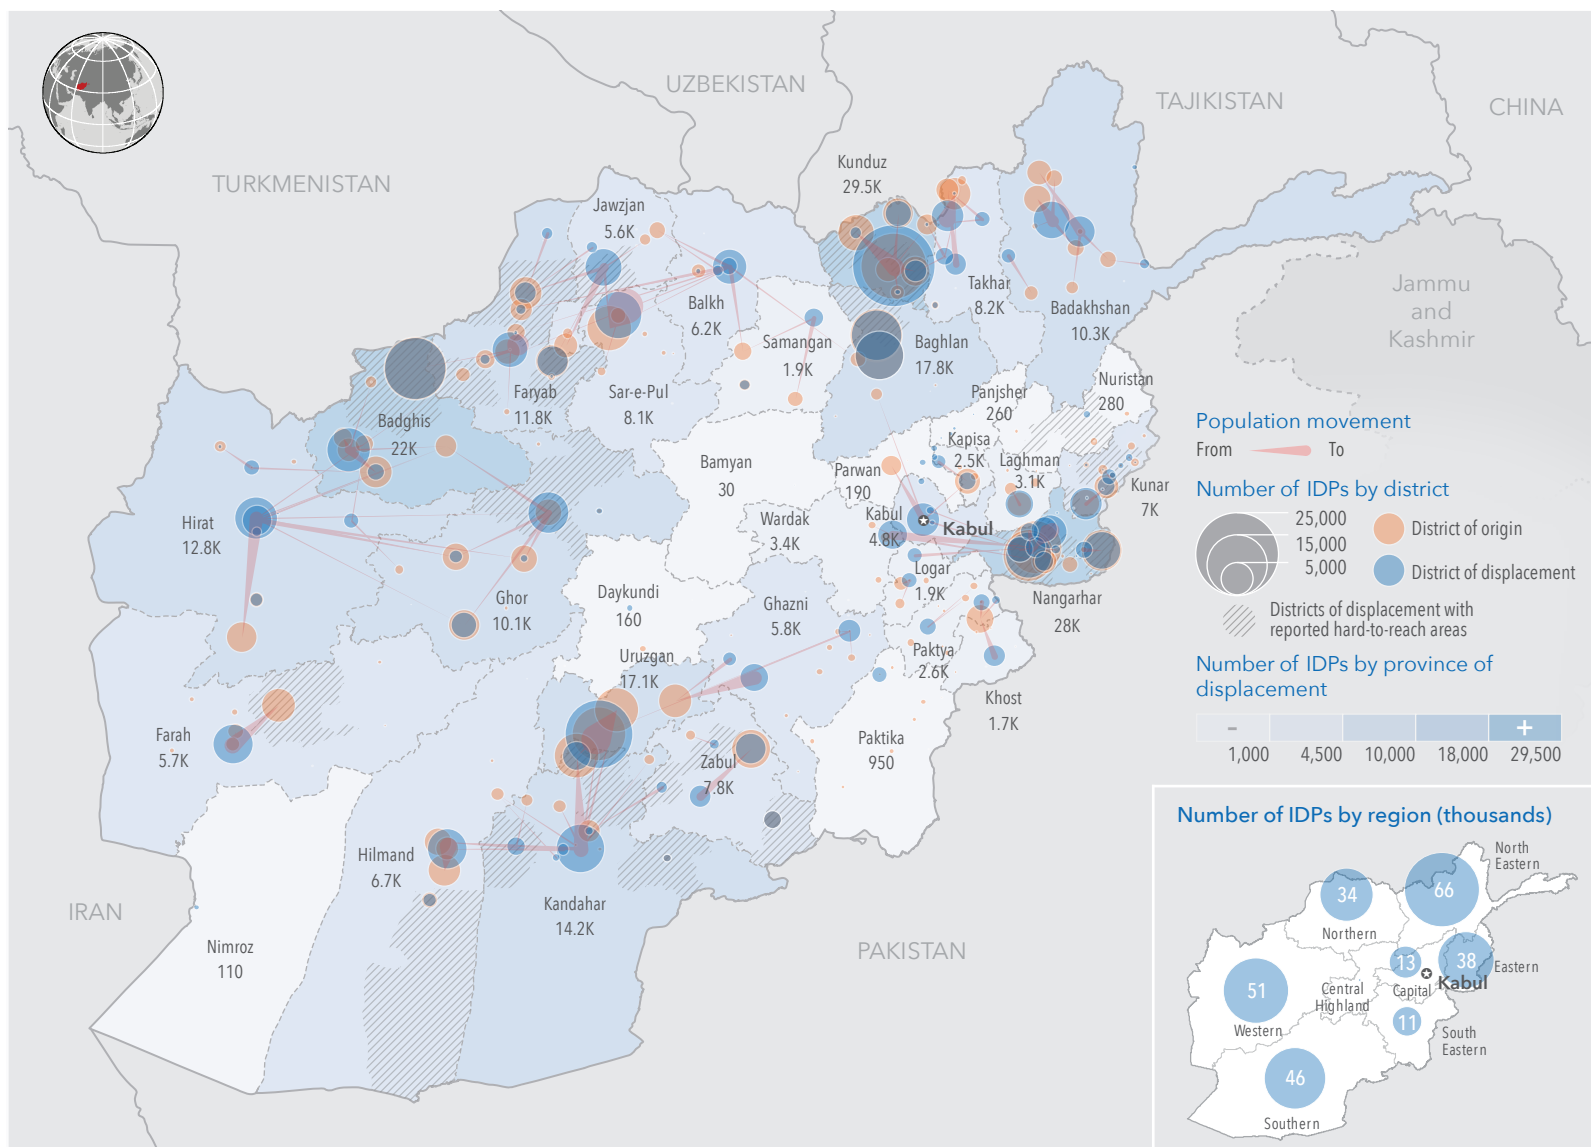 UZBEKISTAN
TAJIKISTAN
CHINA
TURKMENISTAN
Kunduz
29.5K
Jawzjan
5.6K
Balkh
6.2K
Takhar
8.2K
Badakhshan
10.3K
Jammu
and
Kashmir
Samangan
1.9K
Baghlan
17.8K
Faryab
11.8K
Sar-e-Pul
8.1K
Panjsher
260
Nuristan
280
Badghis
22K
Bamyan
30
Parwan
190
Kapisa
2.5K
Laghman
3.1K
Kunar
7K
Hirat
12.8K
Wardak
3.4K
Kabul
4.8K
Kabul
Logar
1.9K
Nangarhar
28K
Ghor
10.1K
Daykundi
160
Ghazni
5.8K
Uruzgan
17.1K
Paktya
2.6K
Khost
1.7K
Farah
5.7K
Zabul
7.8K
Paktika
950
Hilmand
6.7K
Kandahar
14.2K
Nimroz
110
IRAN
PAKISTAN
Population movement
From To
Number of IDPs by district
25,000
15,000
5,000
District of origin
District of displacement
Districts of displacement with
reported hard-to-reach areas
Number of IDPs by province of
displacement
- +
1,000 4,500 10,000 18,000 29,500
Number of IDPs by region (thousands)
North
Eastern
66
34
Northern
13
38
Eastern
Kabul
Capital
Central
Highland
51
Western
11
South
Eastern
46
Southern